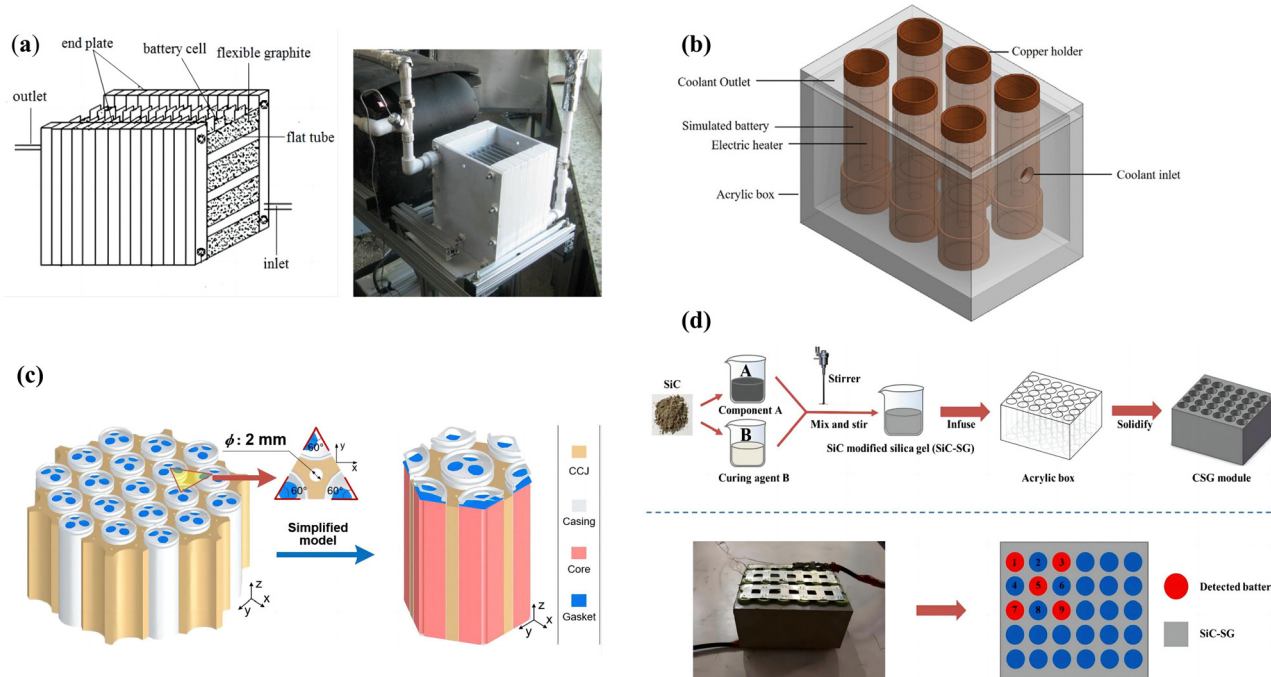 (a)
end plate
battery cell
flexible graphite
outlet
flat tube
inlet
(b)
Copper holder
Coolant Outlet
Simulated battery
Electric heater
Coolant inlet
Acrylic box
(c)
ϕ: 2 mm
60°
y
x
60°
60°
Simplified
model
z
x
y
z
x
y
CCJ
Casing
Core
Gasket
(d)
SiC
A
Component A
B
Curing agent B
Stirrer
Mix and stir
SiC modified silica gel (SiC-SG)
Infuse
Acrylic box
Solidify
CSG module
1 2 3
4 5 6
7 8 9
Detected batter
SiC-SG